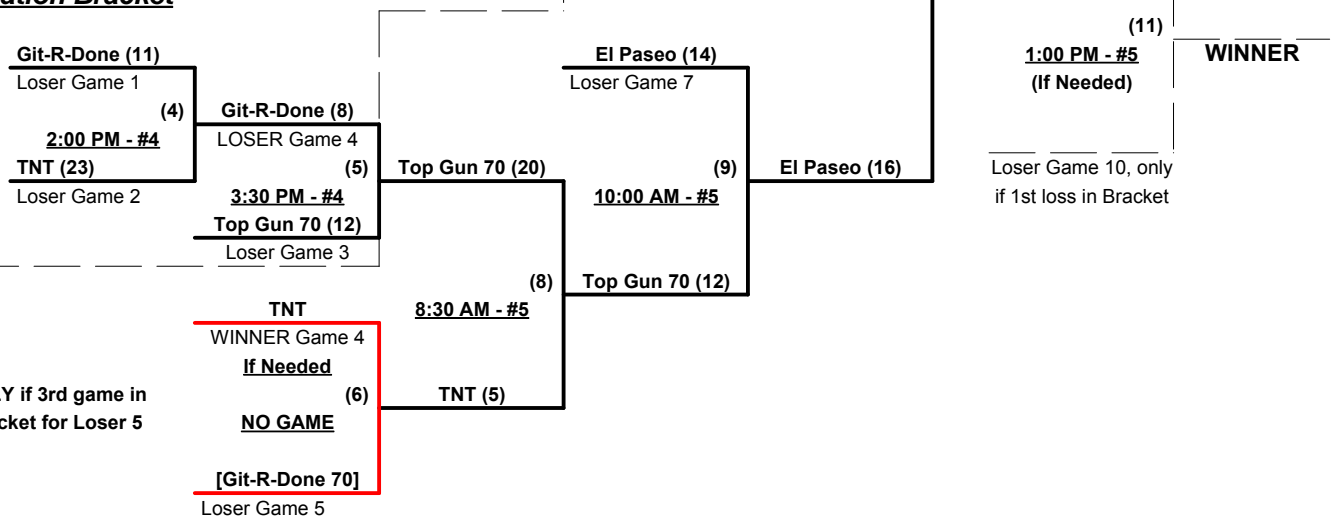 Git-R-Done (11)
Loser Game 1
(4)
2:00 PM - #4
TNT (23)
Loser Game 2
Git-R-Done (8)
LOSER Game 4
(5)
3:30 PM - #4
Top Gun 70 (12)
Loser Game 3
Top Gun 70 (20)
(8)
8:30 AM - #5
TNT
WINNER Game 4
If Needed
(6)
NO GAME
[Git-R-Done 70]
Loser Game 5
if 3rd game in
for Loser 5
TNT (5)
El Paseo (14)
Loser Game 7
(9)
10:00 AM - #5
Top Gun 70 (12)
El Paseo (16)
(11)
1:00 PM - #5
(If Needed)
WINNER
Loser Game 10, only
if 1st loss in Bracket